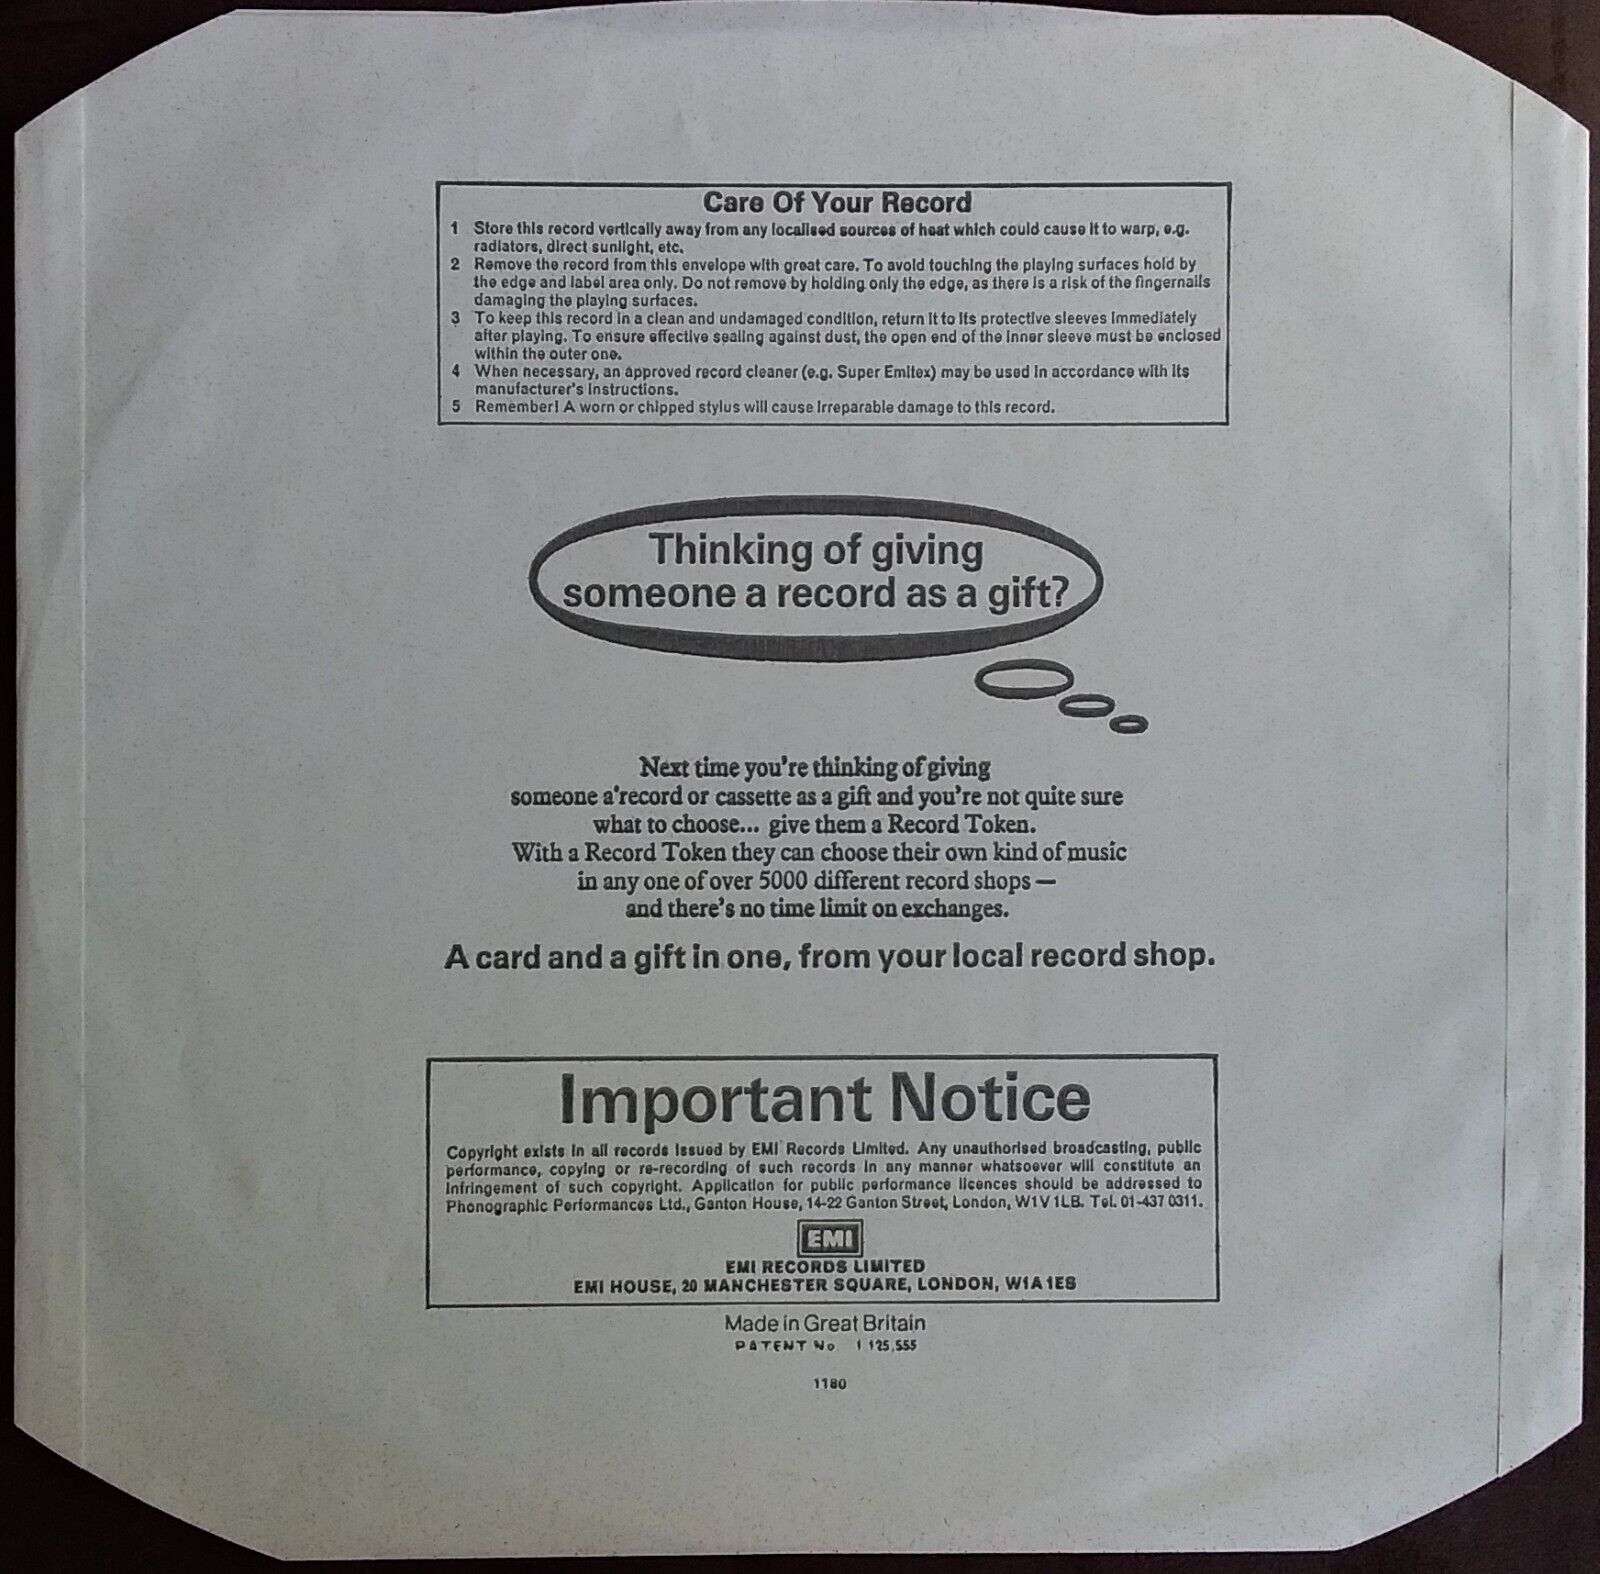 Care Of Your Record
1 Store this record vertically away from any localised sources of heat which could cause it to warp, e.g.
radiators, direct sunlight, etc.
2 Remove the record from this envelope with great care. To avoid touching the playing surfaces hold by
the edge and label area only. Do not remove by holding only the edge, as there is a risk of the fingernails
damaging the playing surfaces.
3 To keep this record in a clean and undamaged condition, return it to its protective sleeves immediately
after playing. To ensure effective sealing against dust, the open end of the inner sleeve must be enclosed
within the outer one.
4 When necessary, an approved record cleaner (e.g. Super Emitex) may be used in accordance with its
manufacturer's instructions.
5 Remember! A worn or chipped stylus will cause irreparable damage to this record.
Thinking of giving
someone a record as a gift?
Next time you're thinking of giving
someone a record or cassette as a gift and you're not quite sure
what to choose... give them a Record Token.
With a Record Token they can choose their own kind of music
in any one of over 5000 different record shops —
and there's no time limit on exchanges.
A card and a gift in one, from your local record shop.
Important Notice
Copyright exists in all records issued by EMI Records Limited. Any unauthorised broadcasting, public
performance, copying or re-recording of such records in any manner whatsoever will constitute an
infringement of such copyright. Application for public performance licences should be addressed to
Phonographic Performances Ltd., Ganton House, 14-22 Ganton Street, London, W1V 1LB. Tel. 01-437 0311.
EMI
EMI RECORDS LIMITED
EMI HOUSE, 20 MANCHESTER SQUARE, LONDON, W1A 1ES
Made in Great Britain
PATENT No 1 125,555
1180